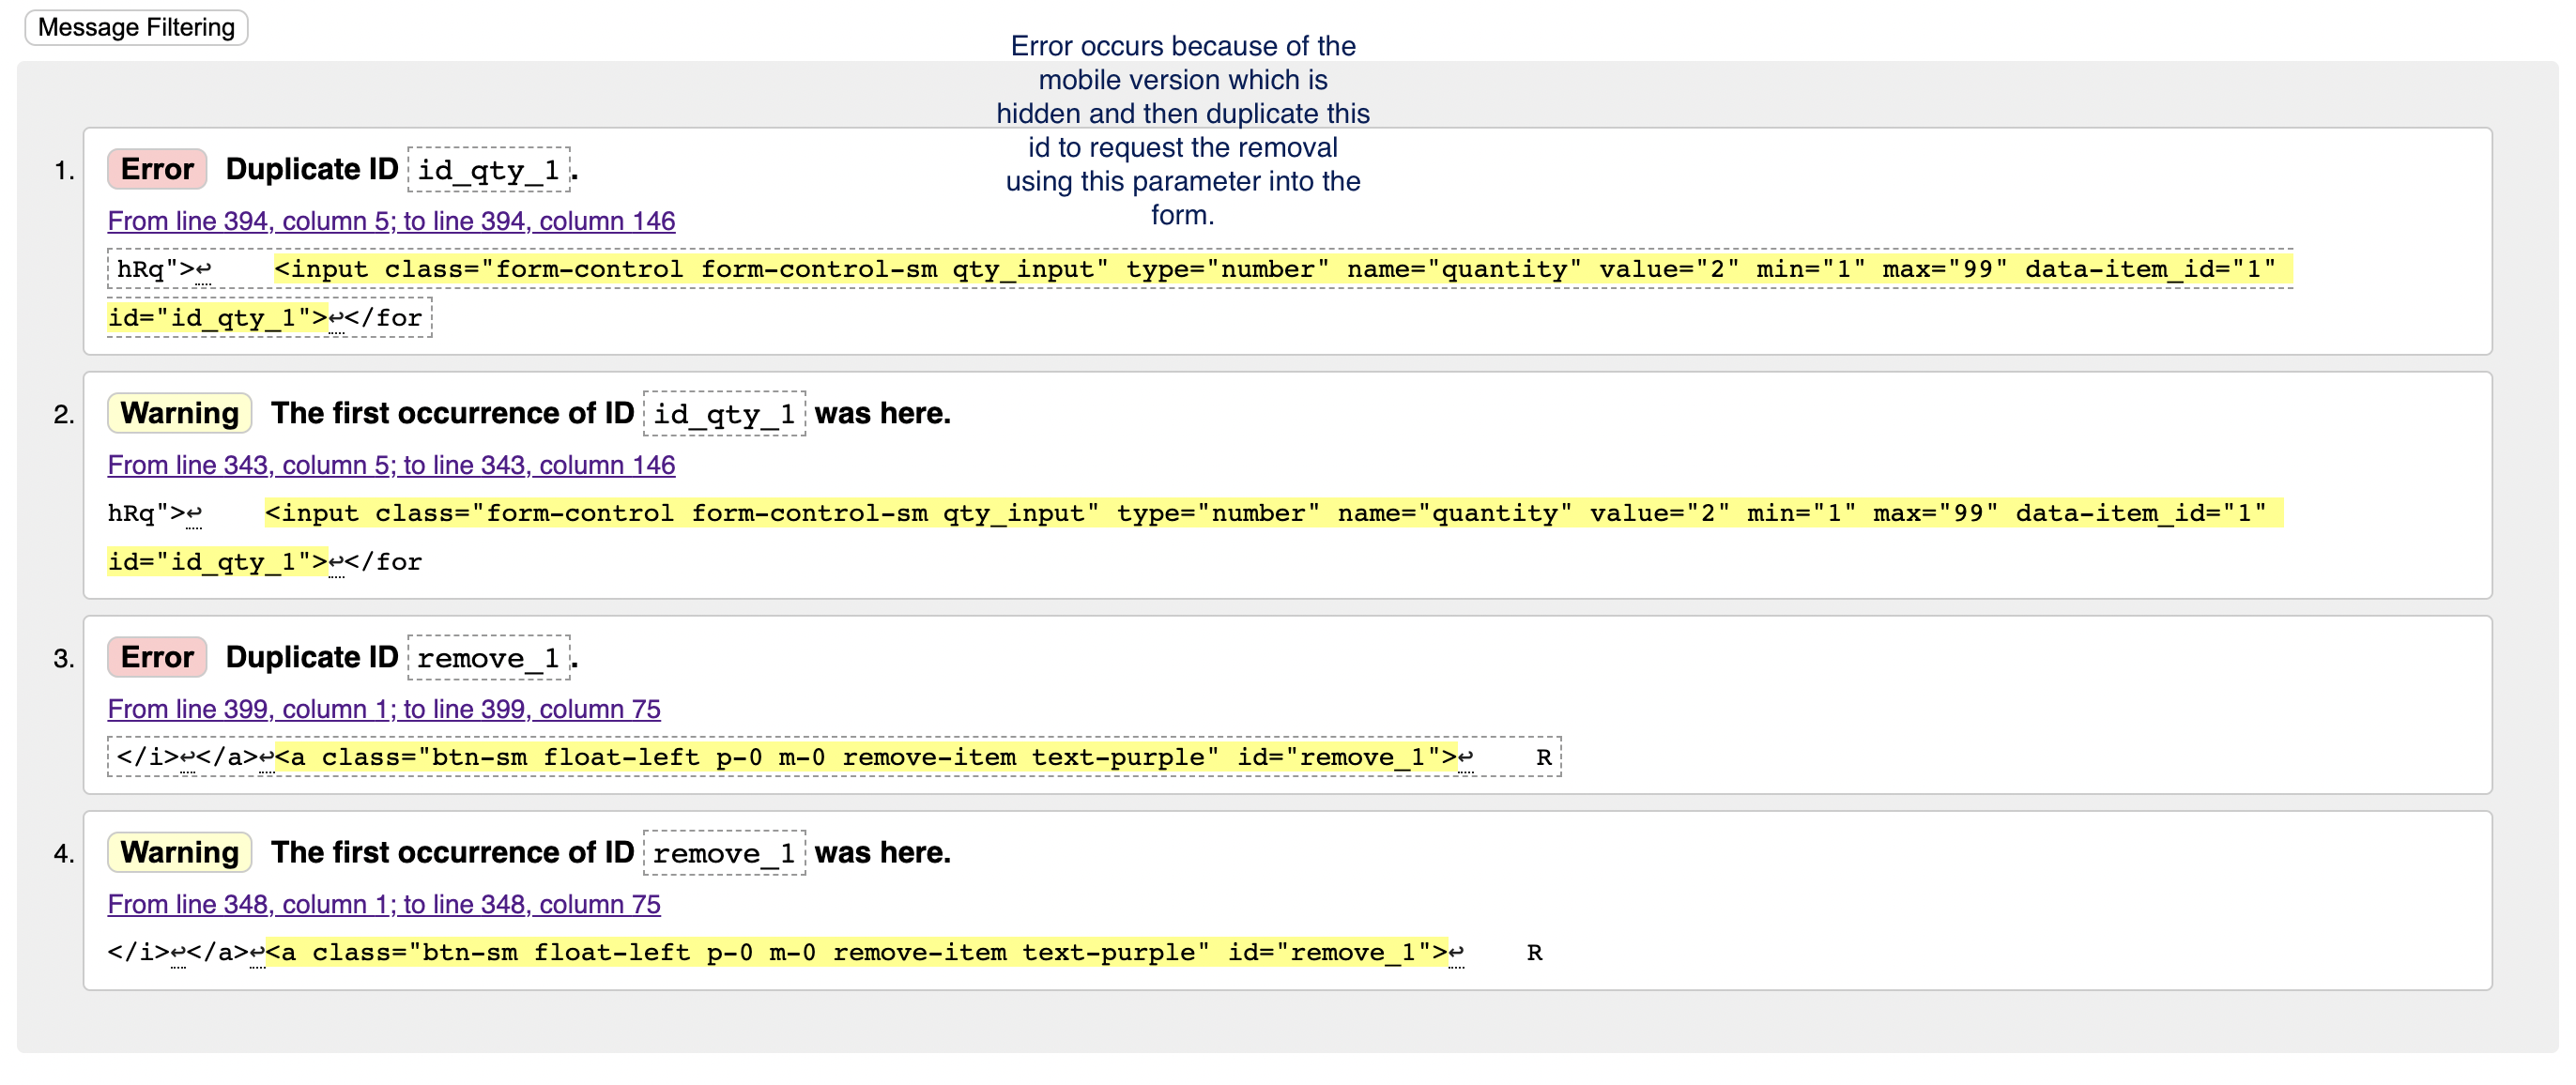 Message Filtering
Error occurs because of the
mobile version which is
hidden and then duplicate this
id to request the removal
using this parameter into the
form.
1. Error Duplicate ID id_qty_1.
From line 394, column 5; to line 394, column 146
hRq">↩    <input class="form-control form-control-sm qty_input" type="number" name="quantity" value="2" min="1" max="99" data-item_id="1"
id="id_qty_1">↩</for
2. Warning The first occurrence of ID id_qty_1 was here.
From line 343, column 5; to line 343, column 146
hRq">↩    <input class="form-control form-control-sm qty_input" type="number" name="quantity" value="2" min="1" max="99" data-item_id="1"
id="id_qty_1">↩</for
3. Error Duplicate ID remove_1.
From line 399, column 1; to line 399, column 75
</i>↩</a>↩<a class="btn-sm float-left p-0 m-0 remove-item text-purple" id="remove_1">↩    R
4. Warning The first occurrence of ID remove_1 was here.
From line 348, column 1; to line 348, column 75
</i>↩</a>↩<a class="btn-sm float-left p-0 m-0 remove-item text-purple" id="remove_1">↩    R